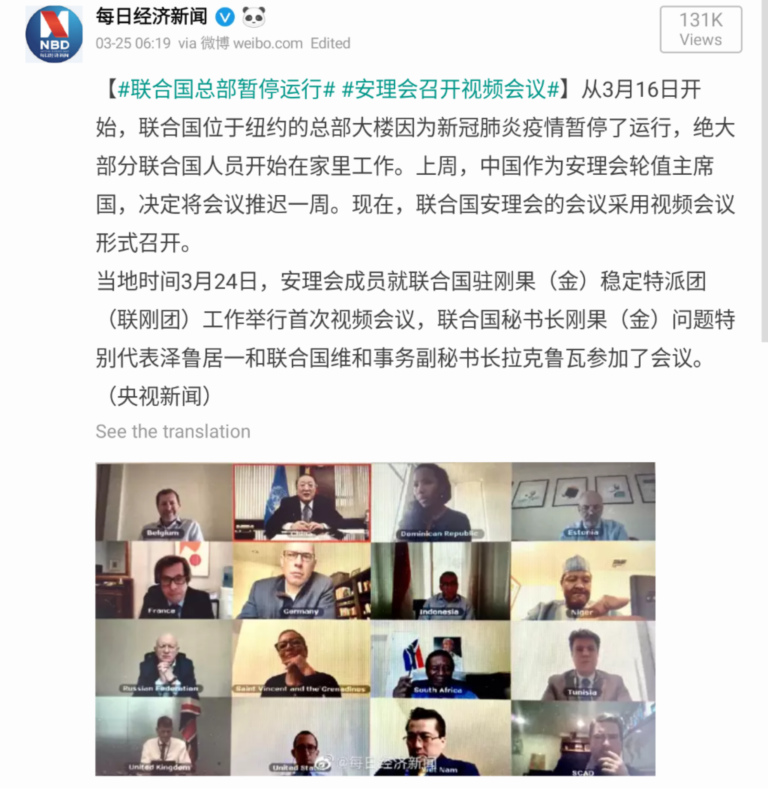 每日经济新闻
03-25 06:19 via 微博 weibo.com Edited
131K
Views
NBD
【#联合国总部暂停运行# #安理会召开视频会议#】从3月16日开
始，联合国位于纽约的总部大楼因为新冠肺炎疫情暂停了运行，绝大
部分联合国人员开始在家里工作。上周，中国作为安理会轮值主席
国，决定将会议推迟一周。现在，联合国安理会的会议采用视频会议
形式召开。
当地时间3月24日，安理会成员就联合国驻刚果（金）稳定特派团
（联刚团）工作举行首次视频会议，联合国秘书长刚果（金）问题特
别代表泽鲁居一和联合国维和事务副秘书长拉克鲁瓦参加了会议。
（央视新闻）
See the translation
Belgium
China
Dominican Republic
Estonia
France
Germany
Indonesia
Niger
Russian Federation
Saint Vincent and the Grenadines
South Africa
Tunisia
United Kingdom
United Sta
@每日经济新闻
Nam
SCAD